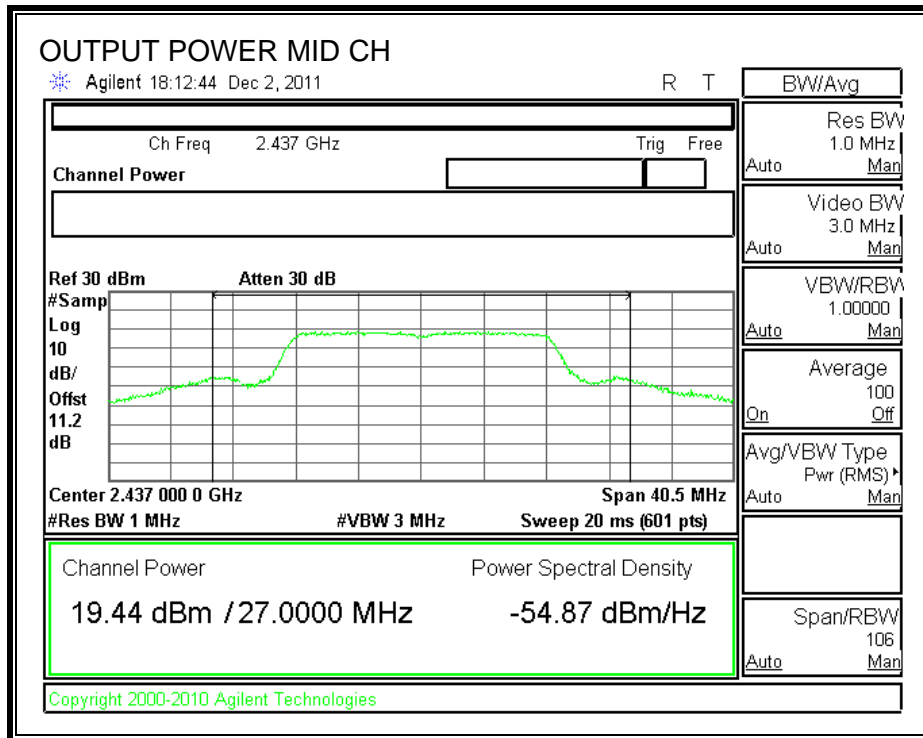 OUTPUT POWER MID CH
Agilent 18:12:44 Dec 2, 2011 R T
Ch Freq 2.437 GHz Trig Free
Channel Power
Ref 30 dBm Atten 30 dB
#Samp
Log
10
dB/
Offst
11.2
dB
Center 2.437 000 0 GHz Span 40.5 MHz
#Res BW 1 MHz #VBW 3 MHz Sweep 20 ms (601 pts)
Channel Power Power Spectral Density
19.44 dBm / 27.0000 MHz -54.87 dBm/Hz
Copyright 2000-2010 Agilent Technologies
BW/Avg
Res BW
1.0 MHz
Auto Man
Video BW
3.0 MHz
Auto Man
VBW/RBW
1.00000
Auto Man
Average
100
On Off
Avg/VBW Type
Pwr (RMS)
Auto Man
Span/RBW
106
Auto Man